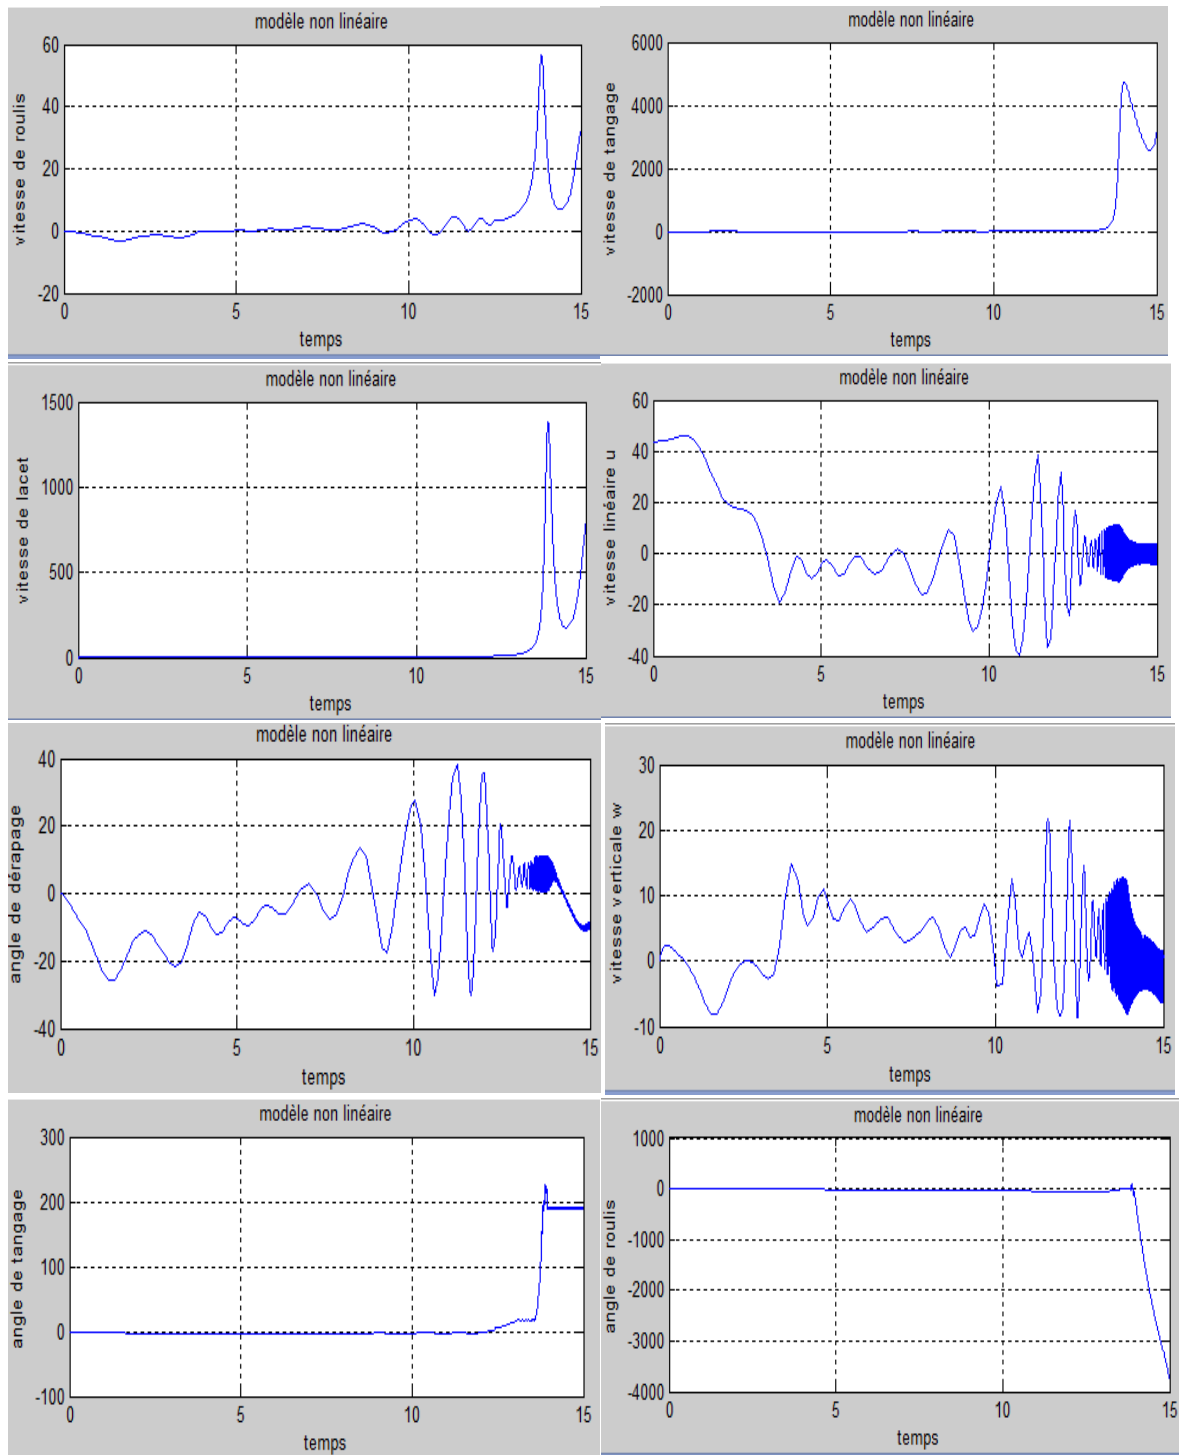 modèle non linéaire
vitesse de roulis
60
40
20
0
-20
0 5 10 15
temps
modèle non linéaire
vitesse de tangage
6000
4000
2000
0
-2000
0 5 10 15
temps
modèle non linéaire
vitesse de lacet
1500
1000
500
0
0 5 10 15
temps
modèle non linéaire
vitesse linéaire u
60
40
20
0
-20
-40
0 5 10 15
temps
modèle non linéaire
angle de dérapage
40
20
0
-20
-40
0 5 10 15
temps
modèle non linéaire
vitesse verticale w
30
20
10
0
-10
0 5 10 15
temps
modèle non linéaire
angle de tangage
300
200
100
0
-100
0 5 10 15
temps
modèle non linéaire
angle de roulis
1000
0
-1000
-2000
-3000
-4000
0 5 10 15
temps